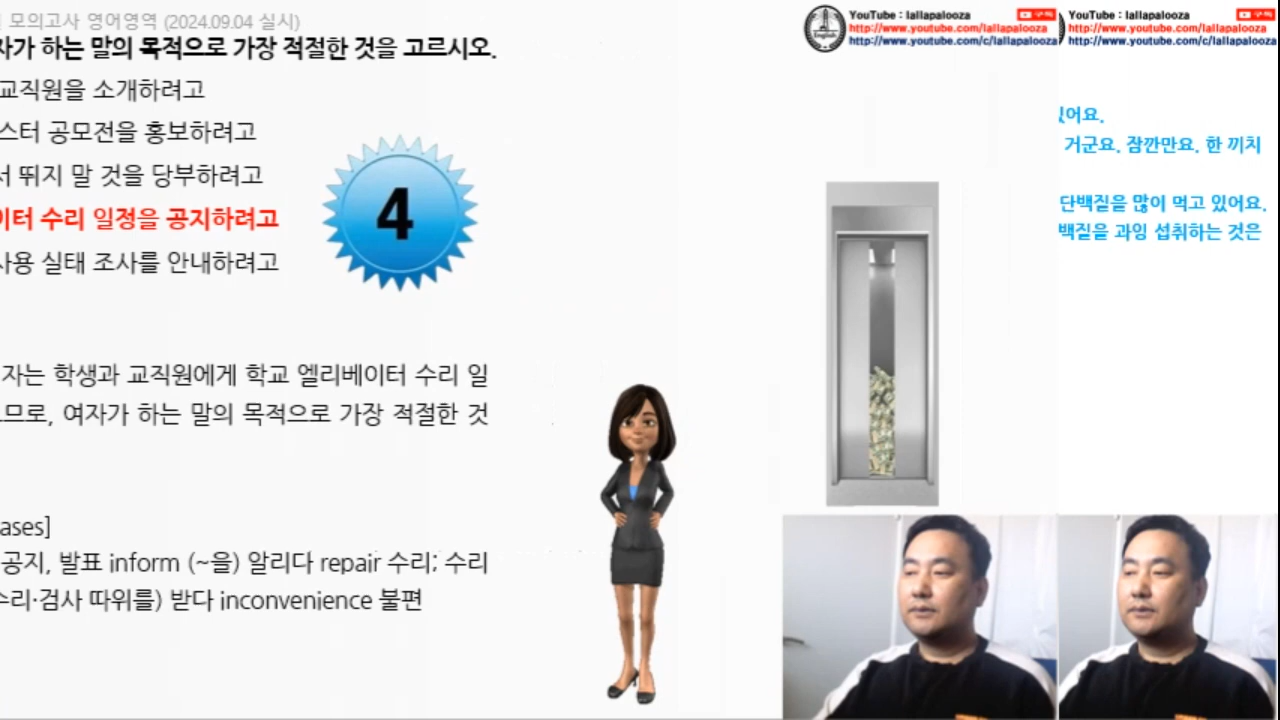 모의고사 영어영역 (2024.09.04 실시)
자가 하는 말의 목적으로 가장 적절한 것을 고르시오.
교직원을 소개하려고
스터 공모전을 홍보하려고
서 뛰지 말 것을 당부하려고
이터 수리 일정을 공지하려고
사용 실태 조사를 안내하려고
4
자는 학생과 교직원에게 학교 엘리베이터 수리 일
므로, 여자가 하는 말의 목적으로 가장 적절한 것
ases]
공지, 발표 inform (~을) 알리다 repair 수리; 수리
수리·검사 따위를) 받다 inconvenience 불편
YouTube : lallapalooza
구독
http://www.youtube.com/lallapalooza
http://www.youtube.com/c/lallapalooza
English
YouTube : lallapalooza
구독
http://www.youtube.com/lallapalooza
http://www.youtube.com/c/lallapalooza
있어요.
거군요. 잠깐만요. 한 끼치
단백질을 많이 먹고 있어요.
백질을 과잉 섭취하는 것은